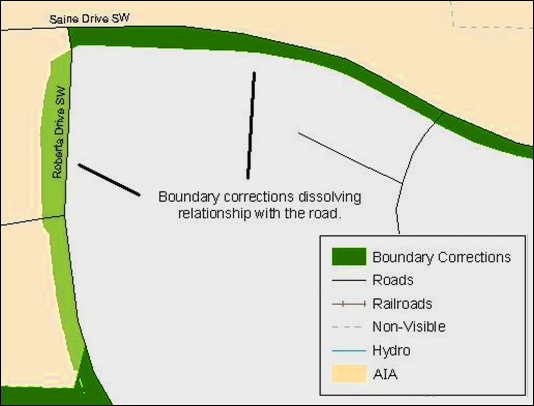 Saine Drive SW
Roberta Drive SW
Boundary corrections dissolving
relationship with the road.
Boundary Corrections
Roads
Railroads
Non-Visible
Hydro
AIA